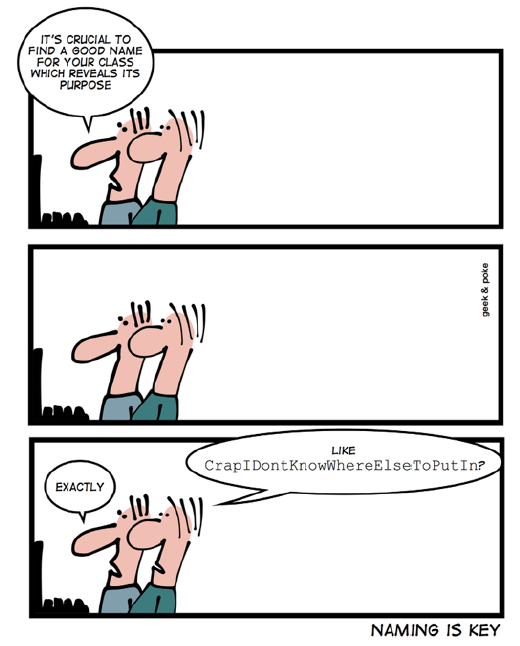 IT'S CRUCIAL TO
FIND A GOOD NAME
FOR YOUR CLASS
WHICH REVEALS ITS
PURPOSE
geek & poke
LIKE
CrapIDontKnowWhereElseToPutIn?
EXACTLY
NAMING IS KEY